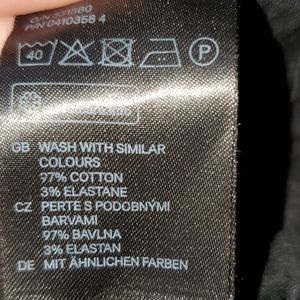 O/N 331580
P/N 0410358 4
40 P
GB WASH WITH SIMILAR
COLOURS
97% COTTON
3% ELASTANE
CZ PERTE S PODOBNÝMI
BARVAMI
97% BAVLNA
3% ELASTAN
DE MIT ÄHNLICHEN FARBEN